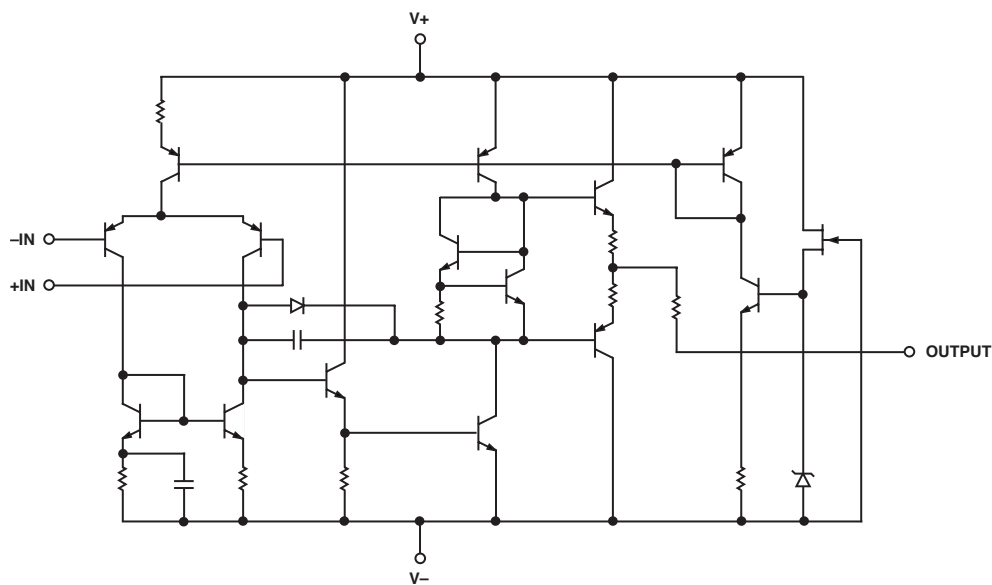 V+
–IN
+IN
OUTPUT
V–